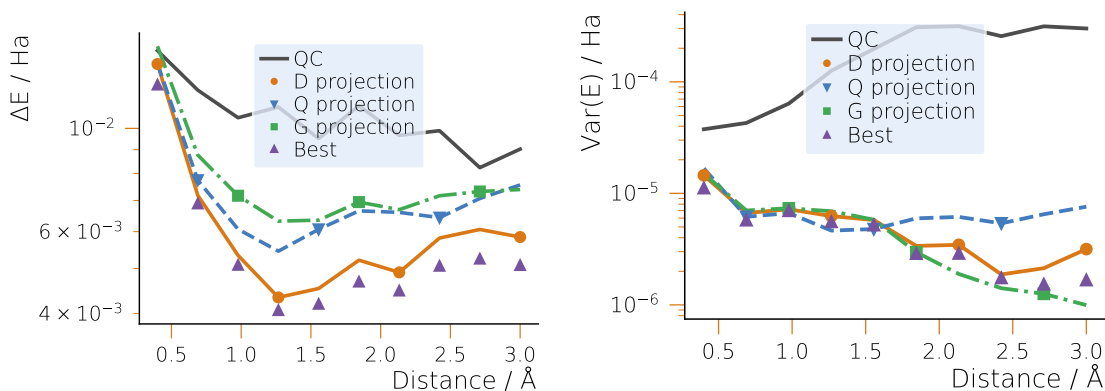 ΔE / Ha
10⁻²
6 × 10⁻³
4 × 10⁻³
QC
D projection
Q projection
G projection
Best
0.5 1.0 1.5 2.0 2.5 3.0
Distance / Å
Var(E) / Ha
10⁻⁴
10⁻⁵
10⁻⁶
QC
D projection
Q projection
G projection
Best
0.5 1.0 1.5 2.0 2.5 3.0
Distance / Å